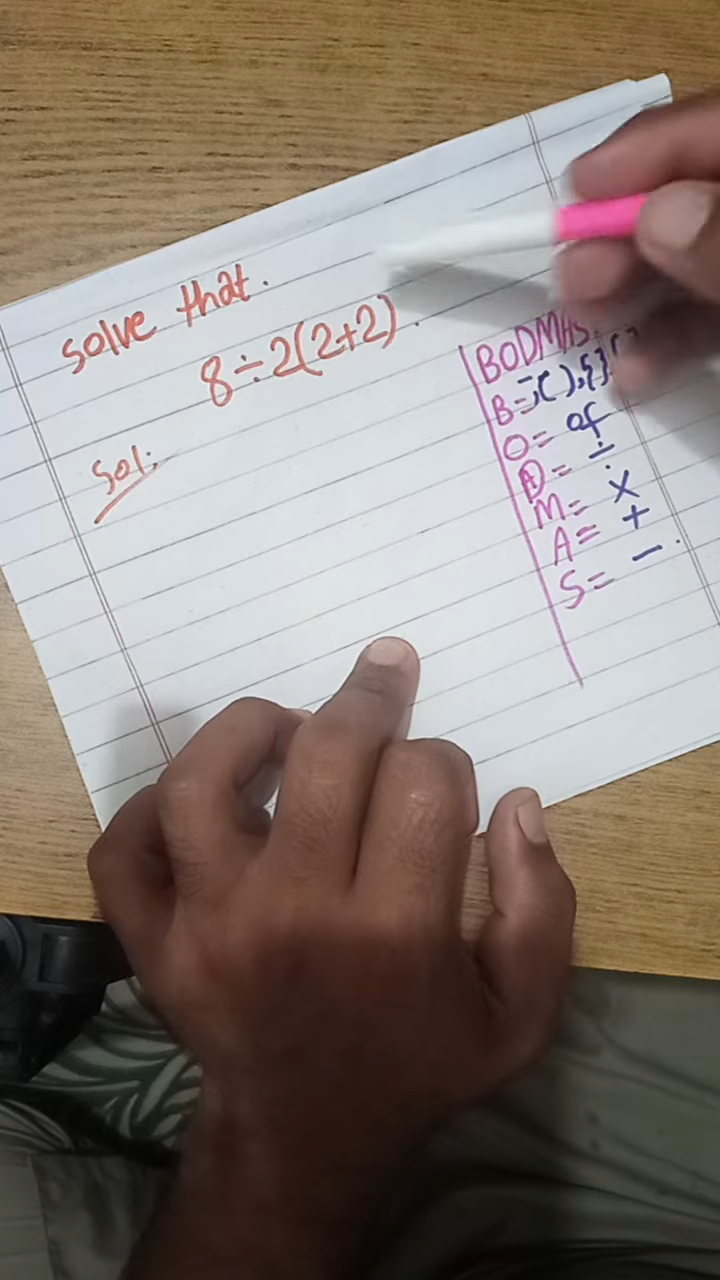 solve that.
8÷2(2+2).
Sol:
BODMAS.
B=;( ),{ }
O= of
D= ÷
M= ×
A= +
S= − .